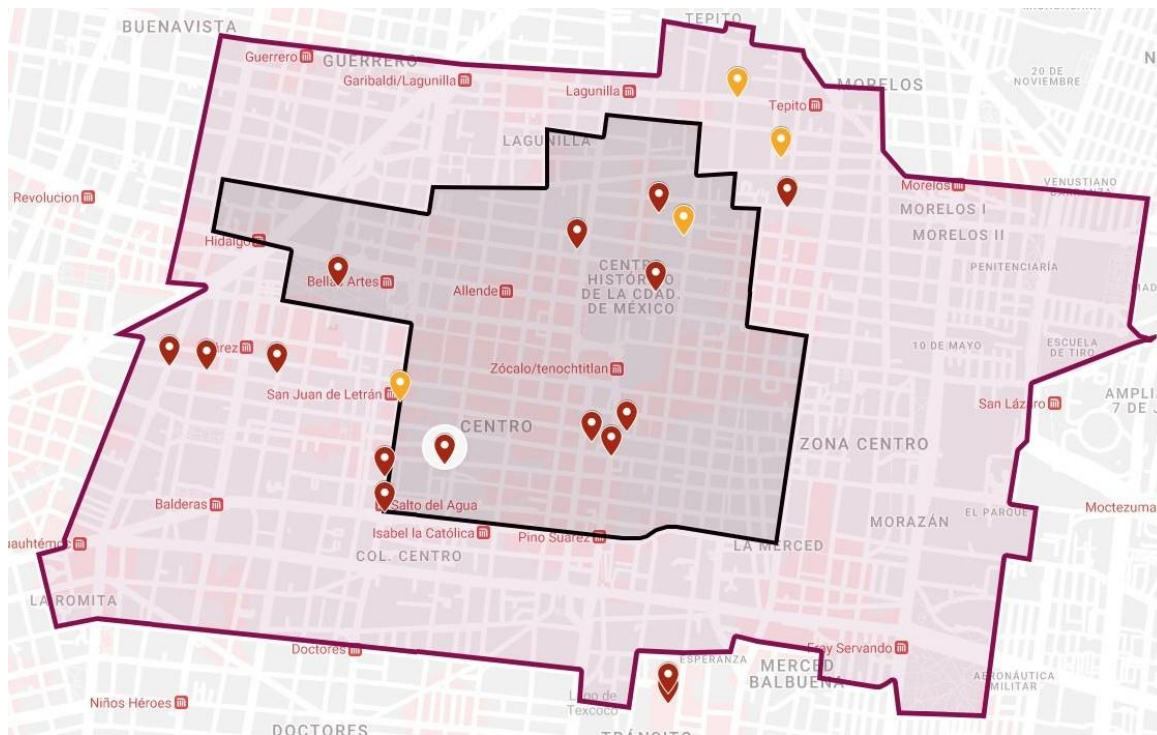 BUENAVISTA
TEPITO
Guerrero
GUERRERO
Garibaldi/Lagunilla
Lagunilla
Tepito
MORELOS
20 DE
NOVIEMBRE
LAGUNILLA
Revolucion
Morelos
VENUSTIANO
MORELOS I
MORELOS II
Hidalgo
Bellas Artes
Allende
CENTRO
HISTÓRICO
DE LA CDAD.
DE MÉXICO
PENITENCIARÍA
10 DE MAYO
ESCUELA
DE TIRO
Zócalo/tenochtitlan
San Juan de Letrán
San Lázaro
CENTRO
ZONA CENTRO
Balderas
Salto del Agua
EL PARQUE
Moctezuma
MORAZÁN
Isabel la Católica
Pino Suárez
COL. CENTRO
LA MERCED
LA ROMITA
Doctores
Fray Servando
ESPERANZA
MERCED
BALBUENA
AERONÁUTICA
MILITAR
Niños Héroes
Lago de
Texcoco
DOCTORES
TRÁNSITO